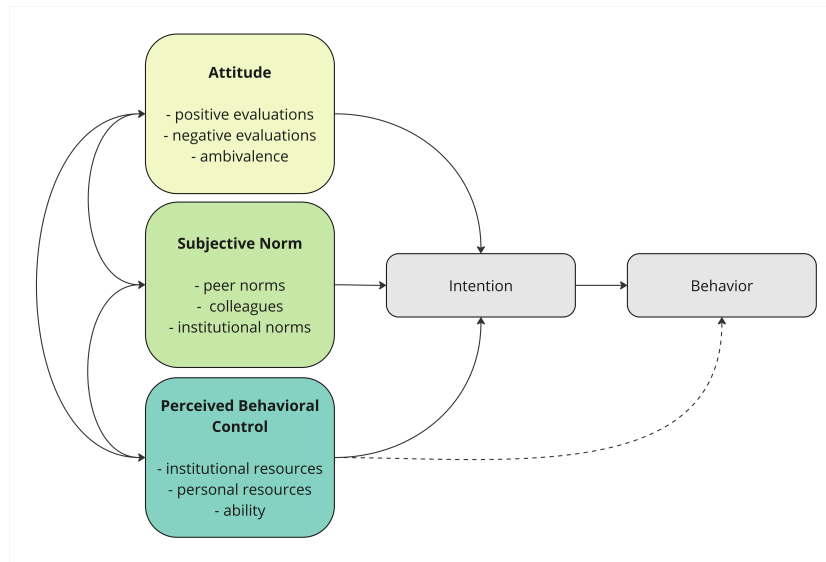 Attitude
- positive evaluations
- negative evaluations
- ambivalence
Subjective Norm
- peer norms
- colleagues
- institutional norms
Perceived Behavioral
Control
- institutional resources
- personal resources
- ability
Intention
Behavior